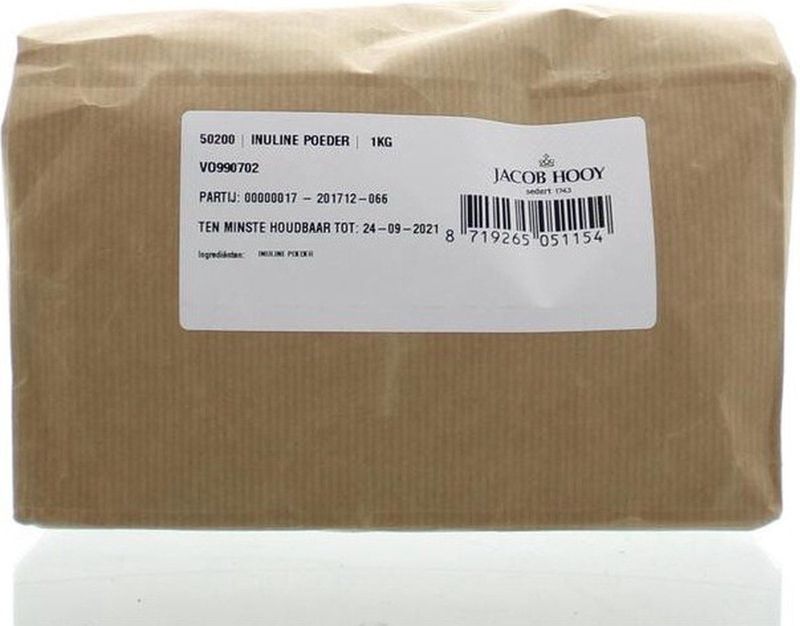 50200 | INULINE POEDER | 1KG
VO990702
PARTIJ: 00000017 - 201712-066
TEN MINSTE HOUDBAAR TOT: 24-09-2021
Ingrediënten: INULINE POEDER
JACOB HOOY
sedert 1743
8 719265 051154